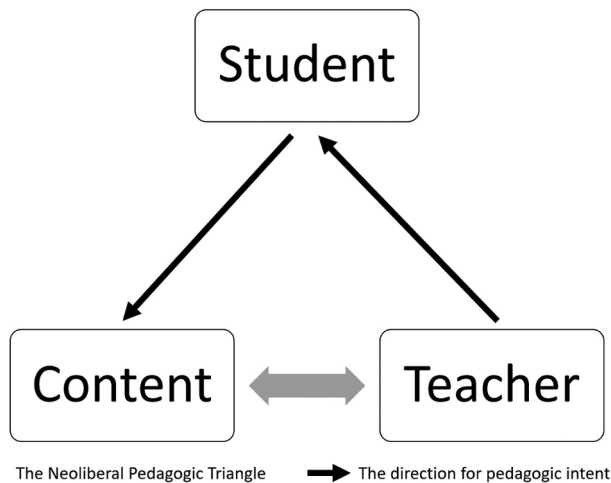 Student
Content
Teacher
The Neoliberal Pedagogic Triangle
The direction for pedagogic intent